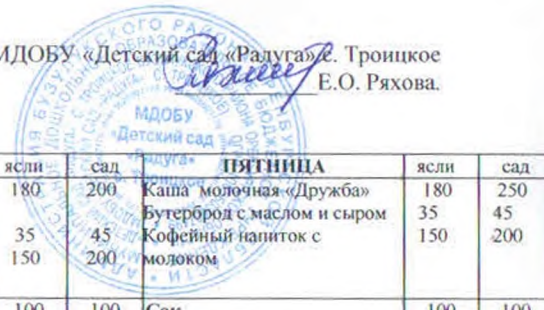 МДОБУ «Детский сад «Радуга» с. Троицкое
Е.О. Ряхова.
МДОБУ
«Детский сад
«Радуга»
ясли сад ПЯТНИЦА ясли сад
180 200 Каша молочная «Дружба» 180 250
Бутерброд с маслом и сыром 35 45
35 45 Кофейный напиток с 150 200
150 200 молоком
100 100 Сок 100 100